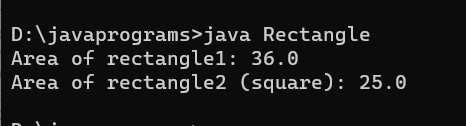 D:\javaprograms>java Rectangle
Area of rectangle1: 36.0
Area of rectangle2 (square): 25.0